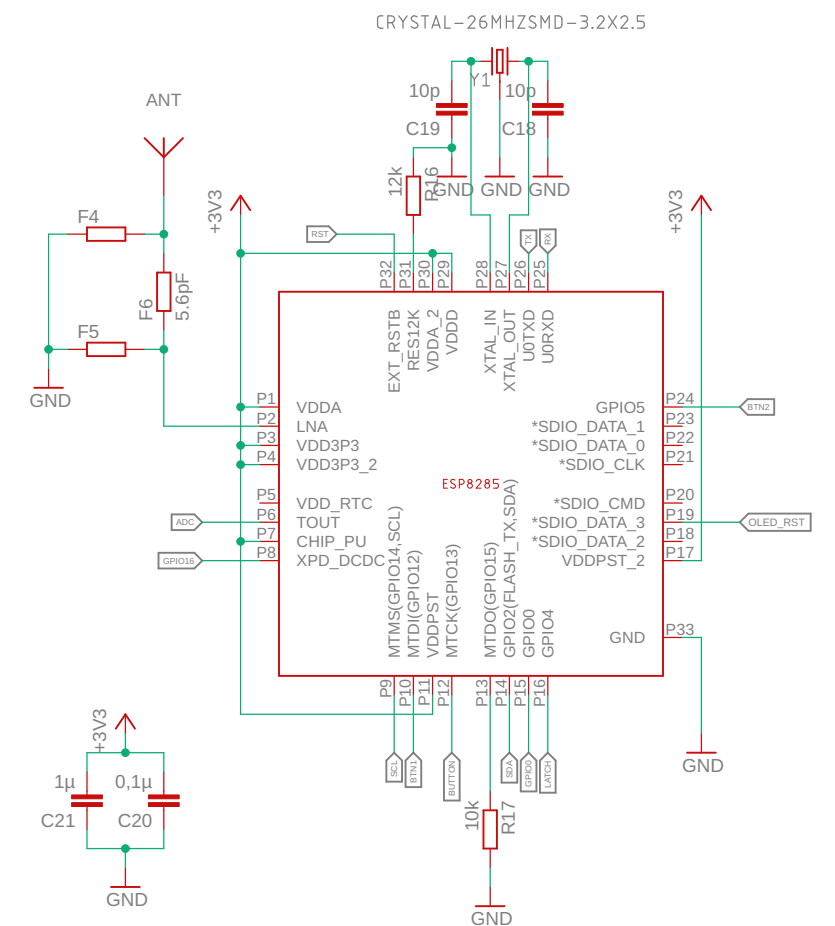 CRYSTAL-26MHZSMD-3.2X2.5
Y1
10p
10p
C19
C18
ANT
12k
R16
GND
GND
GND
+3V3
+3V3
F4
RST
TX
RX
F6
5.6pF
F5
GND
P32
P31
P30
P29
P28
P27
P26
P25
EXT_RSTB
RES12K
VDDA_2
VDDD
XTAL_IN
XTAL_OUT
U0TXD
U0RXD
P1 VDDA
P2 LNA
P3 VDD3P3
P4 VDD3P3_2
P5 VDD_RTC
ADC P6 TOUT
P7 CHIP_PU
GPIO16 P8 XPD_DCDC
ESP8285
GPIO5 P24 BTN2
*SDIO_DATA_1 P23
*SDIO_DATA_0 P22
*SDIO_CLK P21
*SDIO_CMD P20
*SDIO_DATA_3 P19 OLED_RST
*SDIO_DATA_2 P18
VDDPST_2 P17
GND P33
GND
MTMS(GPIO14,SCL)
MTDI(GPIO12)
VDDPST
MTCK(GPIO13)
MTDO(GPIO15)
GPIO2(FLASH_TX,SDA)
GPIO0
GPIO4
P9
P10
P11
P12
P13
P14
P15
P16
SCL
BTN1
BUTTON
SDA
GPIO0
LATCH
10k
R17
GND
+3V3
1µ
0,1µ
C21
C20
GND